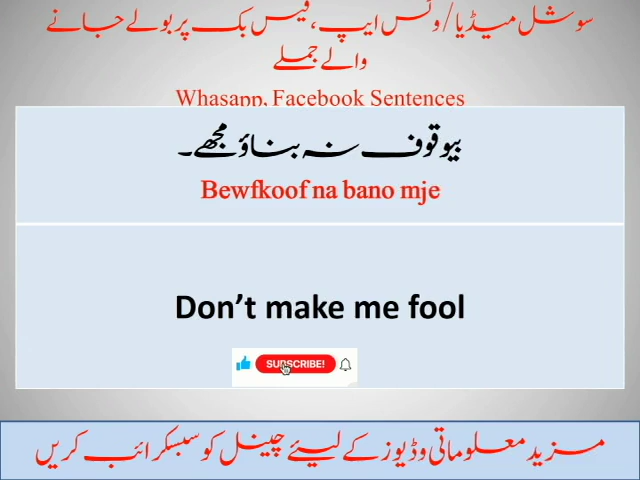 سوشل میڈیا/وٹس ایپ، فیس بک پر بولے جانے
والے جملے
Whasapp, Facebook Sentences
بیوقوف نہ بناؤ مجھے۔
Bewfkoof na bano mje
Don't make me fool
SUBSCRIBE!
مزید معلوماتی وڈیوز کے لیئے چینل کو سبسکرائب کریں